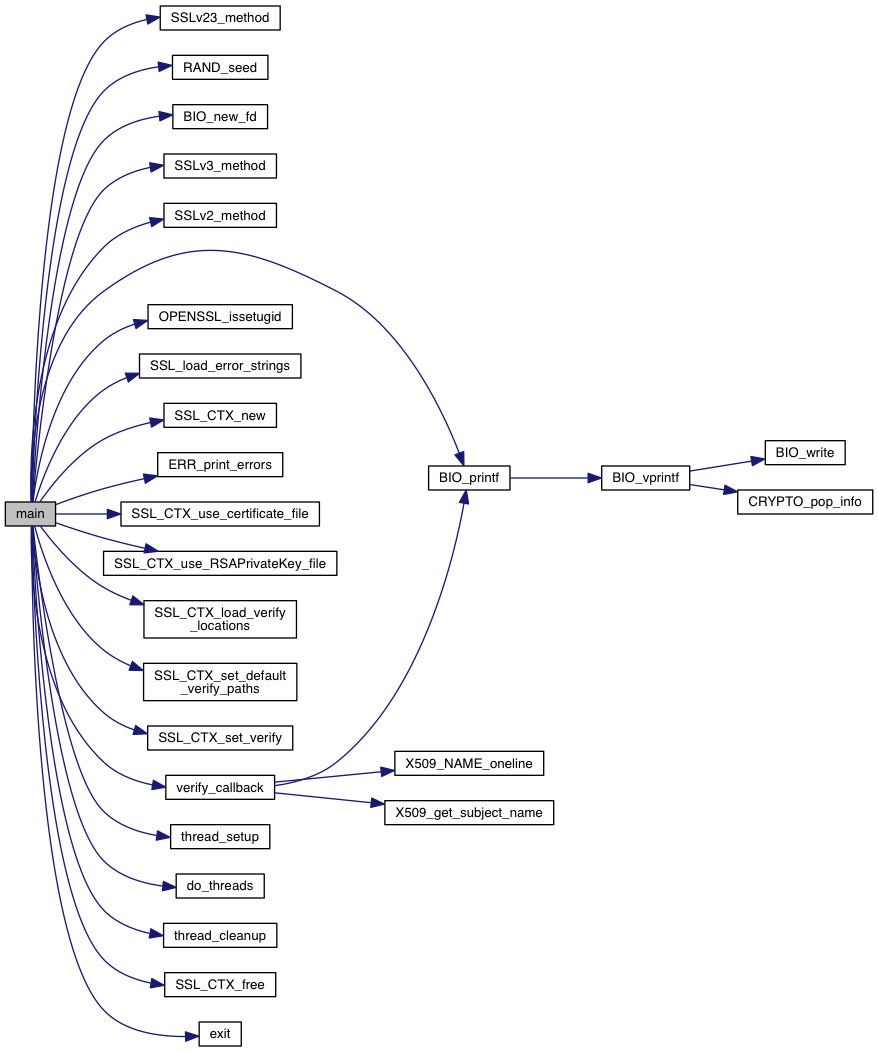 SSLv23_method
RAND_seed
BIO_new_fd
SSLv3_method
SSLv2_method
OPENSSL_issetugid
SSL_load_error_strings
SSL_CTX_new
ERR_print_errors
main
SSL_CTX_use_certificate_file
SSL_CTX_use_RSAPrivateKey_file
SSL_CTX_load_verify
_locations
SSL_CTX_set_default
_verify_paths
SSL_CTX_set_verify
verify_callback
thread_setup
do_threads
thread_cleanup
SSL_CTX_free
exit
BIO_printf
X509_NAME_oneline
X509_get_subject_name
BIO_vprintf
BIO_write
CRYPTO_pop_info